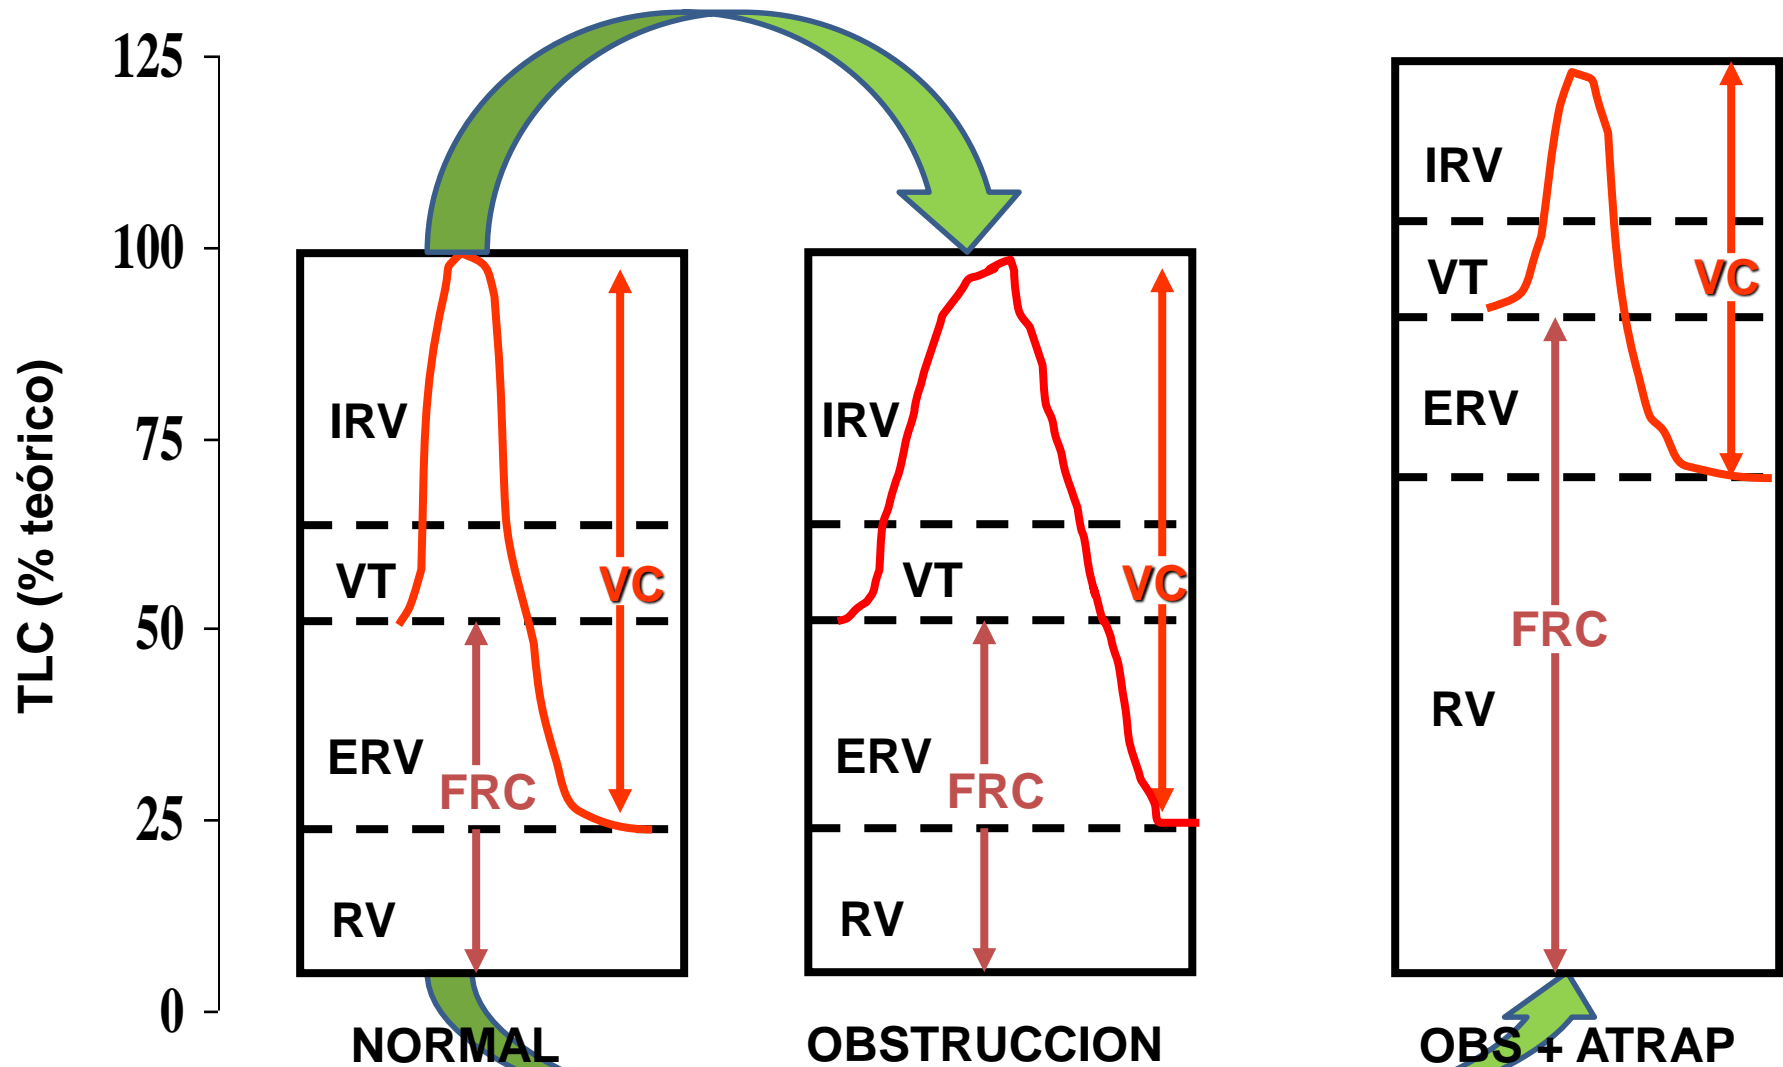 TLC (% teórico)
125
100
75
50
25
0
IRV
VT
VC
ERV
FRC
RV
NORMAL
IRV
VT
VC
ERV
FRC
RV
OBSTRUCCION
IRV
VT
VC
ERV
FRC
RV
OBS + ATRAP